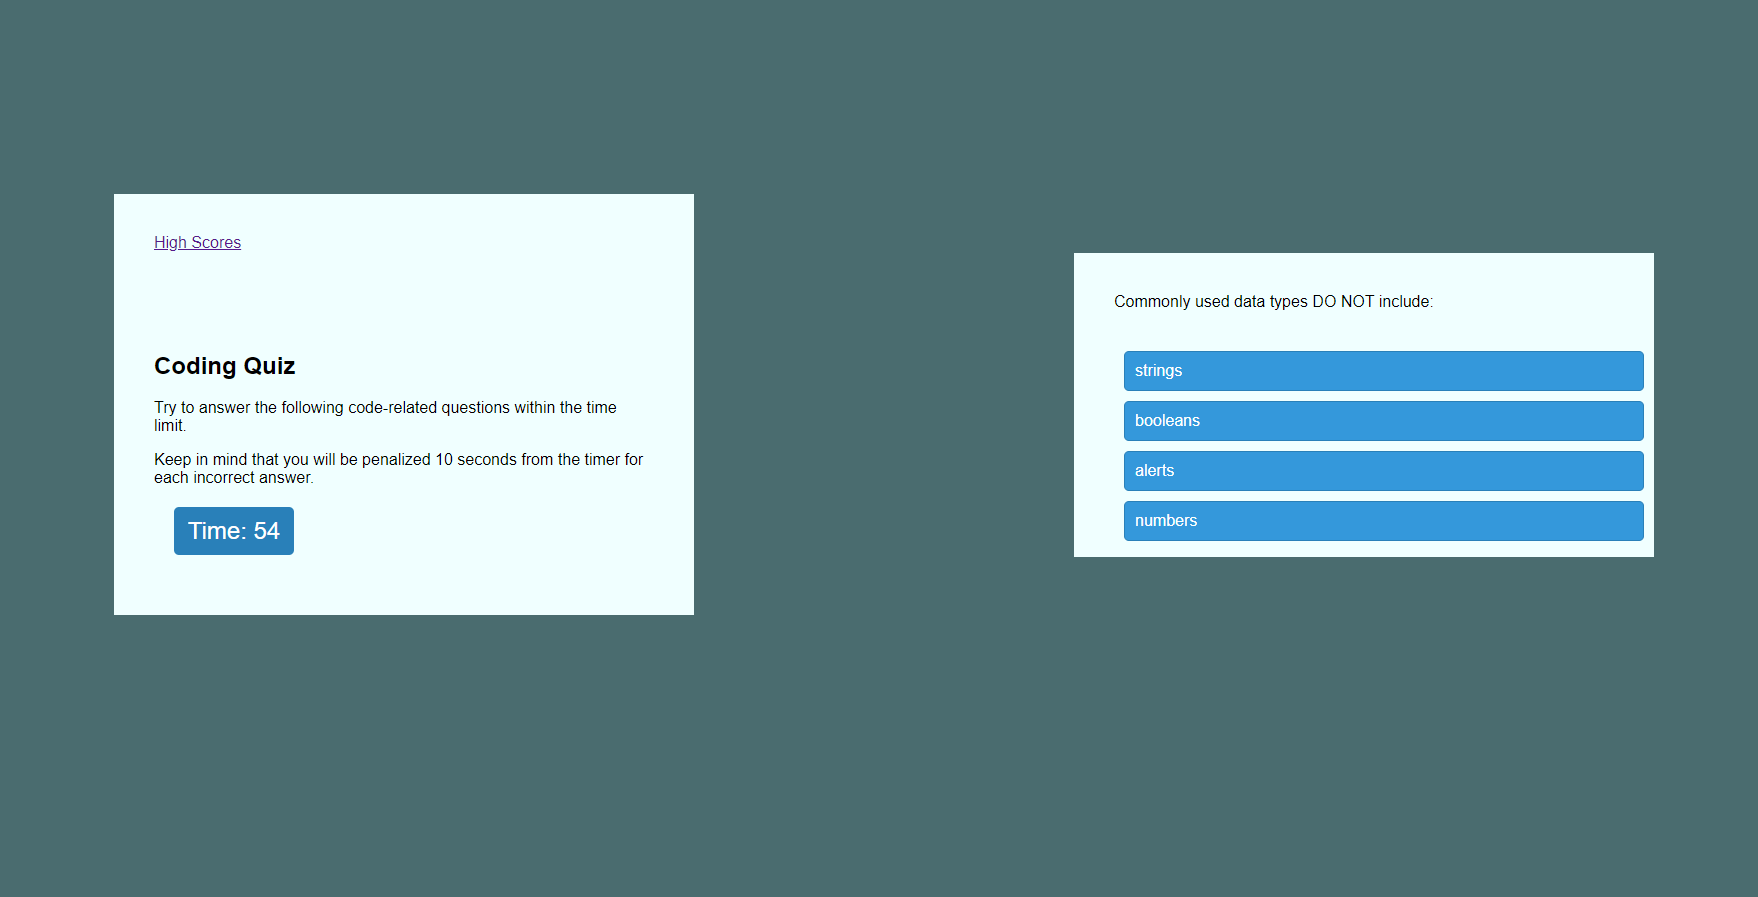 High Scores
Coding Quiz
Try to answer the following code-related questions within the time
limit.
Keep in mind that you will be penalized 10 seconds from the timer for
each incorrect answer.
Time: 54
Commonly used data types DO NOT include:
strings
booleans
alerts
numbers